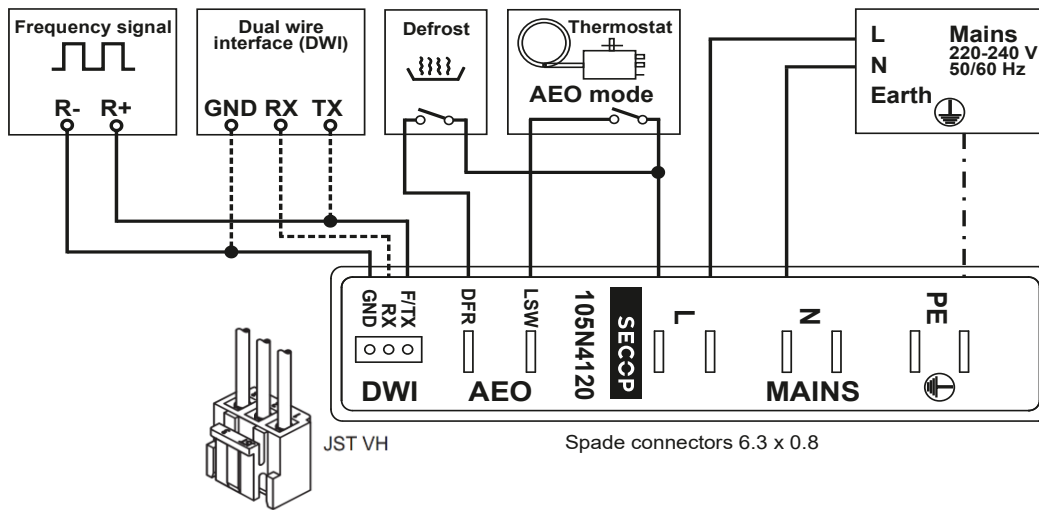 Frequency signal
R- R+
Dual wire
interface (DWI)
GND RX TX
Defrost
Thermostat
AEO mode
L
N
Earth
Mains
220-240 V
50/60 Hz
GND
RX
F/TX
DWI
DFR
LSW
AEO
105N4120
SECOP
L
N
MAINS
PE
JST VH
Spade connectors 6.3 x 0.8